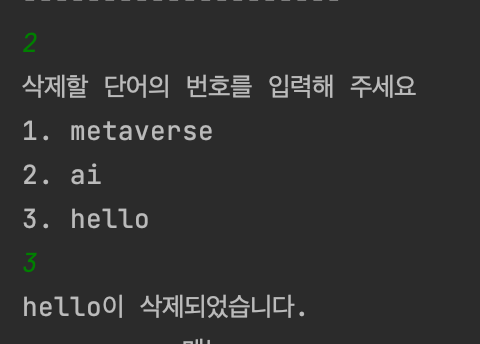 2
삭제할 단어의 번호를 입력해 주세요
1. metaverse
2. ai
3. hello
3
hello이 삭제되었습니다.